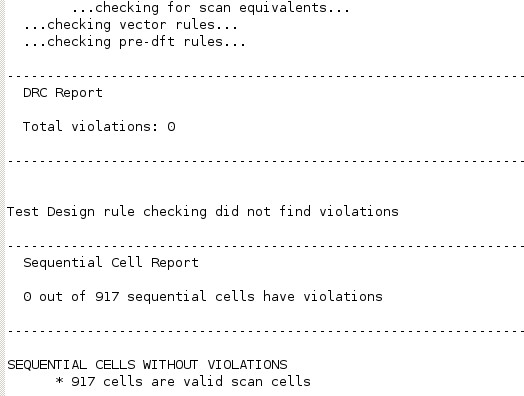 ...checking for scan equivalents...
...checking vector rules...
...checking pre-dft rules...
-----------------------------------------------------------------
DRC Report
Total violations: 0
-----------------------------------------------------------------
Test Design rule checking did not find violations
-----------------------------------------------------------------
Sequential Cell Report
0 out of 917 sequential cells have violations
-----------------------------------------------------------------
SEQUENTIAL CELLS WITHOUT VIOLATIONS
* 917 cells are valid scan cells